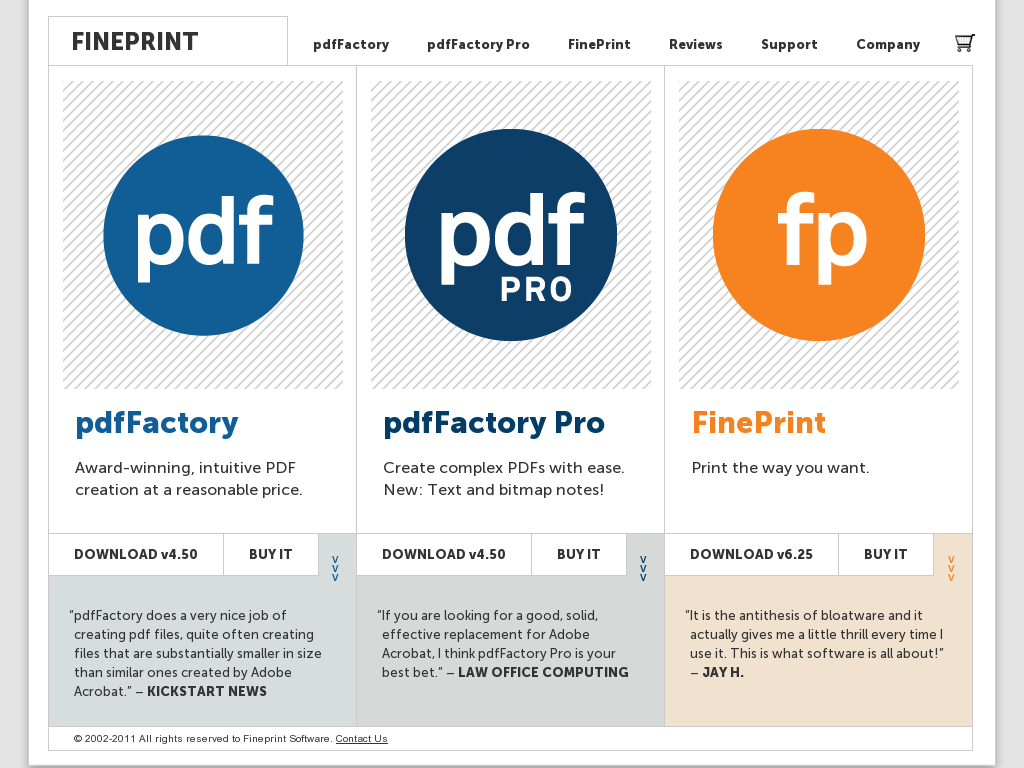 FINEPRINT
pdfFactory
pdfFactory Pro
FinePrint
Reviews
Support
Company
pdf
pdf
PRO
fp
pdfFactory
Award-winning, intuitive PDF
creation at a reasonable price.
pdfFactory Pro
Create complex PDFs with ease.
New: Text and bitmap notes!
FinePrint
Print the way you want.
DOWNLOAD v4.50
BUY IT
DOWNLOAD v4.50
BUY IT
DOWNLOAD v6.25
BUY IT
“pdfFactory does a very nice job of
creating pdf files, quite often creating
files that are substantially smaller in size
than similar ones created by Adobe
Acrobat.” – KICKSTART NEWS
“If you are looking for a good, solid,
effective replacement for Adobe
Acrobat, I think pdfFactory Pro is your
best bet.” – LAW OFFICE COMPUTING
“It is the antithesis of bloatware and it
actually gives me a little thrill every time I
use it. This is what software is all about!”
– JAY H.
© 2002-2011 All rights reserved to Fineprint Software. Contact Us